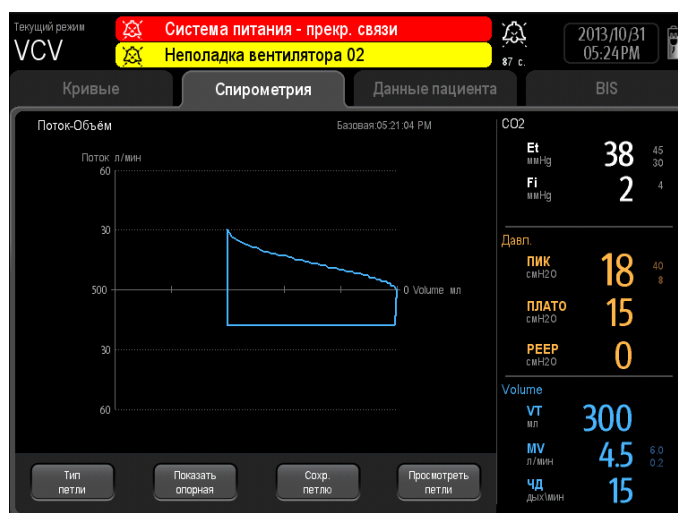 Текущий режим
VCV
Система питания - прекр. связи
Неполадка вентилятора 02
87 с.
2013/10/31
05:24PM
Кривые
Спирометрия
Данные пациента
BIS
Поток-Объём
Базовая:05:21:04 PM
Поток л/мин
60
30
500
0 Volume мл
30
60
CO2
Et
ммHg
38
45
30
Fi
ммHg
2
4
Давл.
ПИК
смH2O
18
40
8
ПЛАТО
смH2O
15
PEEP
смH2O
0
Volume
VT
мл
300
MV
л/мин
4.5
6.0
0.2
ЧД
дых\мин
15
Тип
петли
Показать
опорная
Сохр.
петлю
Просмотреть
петли